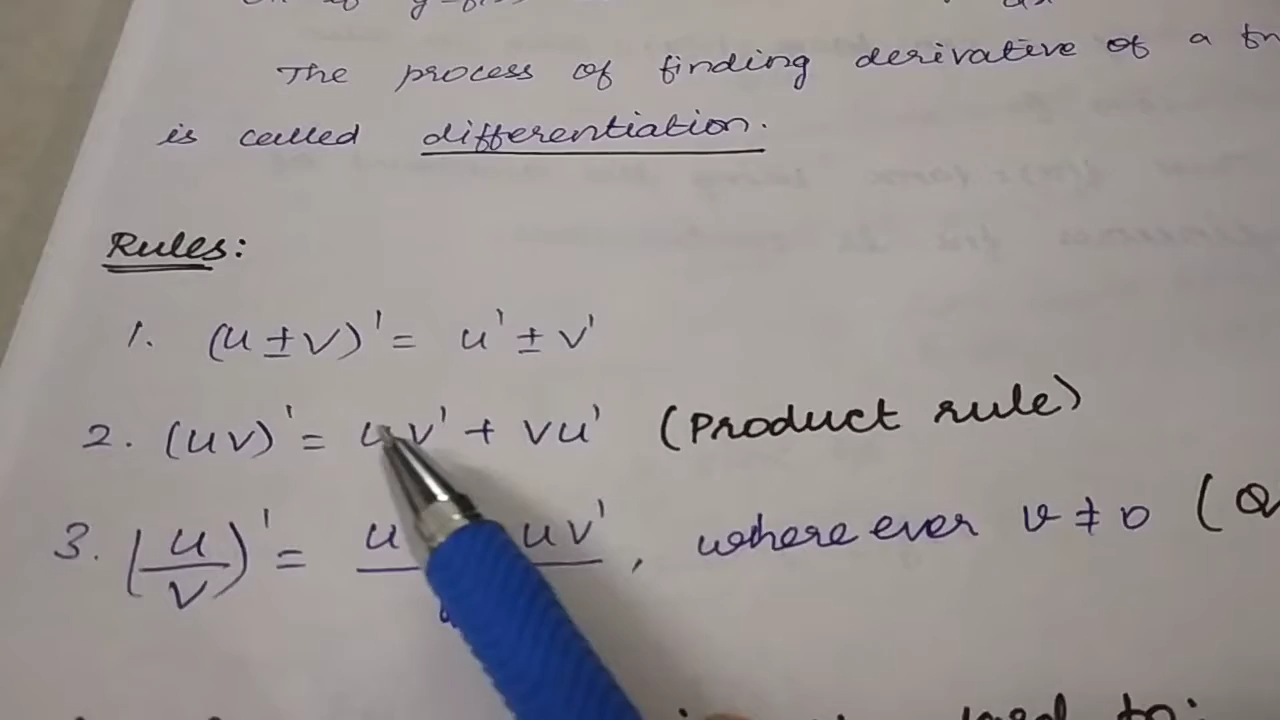 The process of finding derivative of a fn
is called differentiation.
Rules:
1. (u ± v)' = u' ± v'
2. (uv)' = uv' + vu' (Product rule)
3. (u/v)' = u uv' , where ever v ≠ 0 (Q